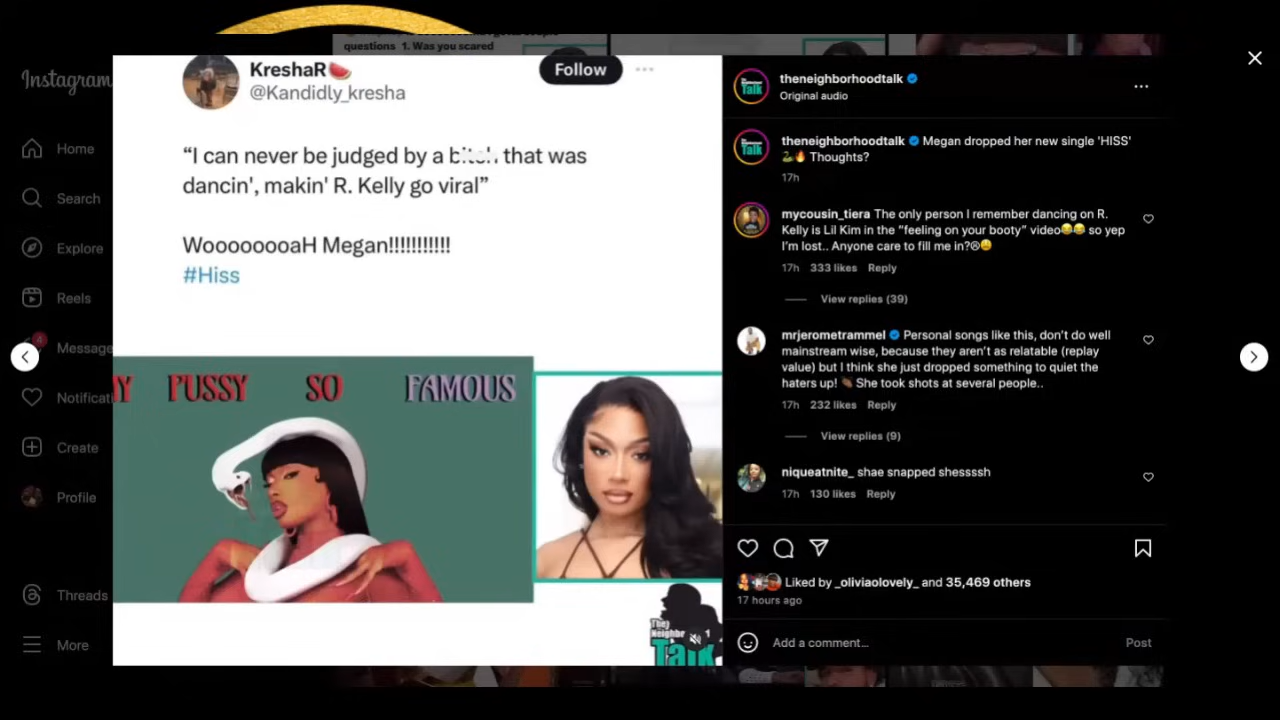 questions 1. Was you scared
Instagram
Home
Search
Explore
Reels
4
Message
Notificat
Create
Profile
Threads
More
KreshaR🍉
@Kandidly_kresha
Follow
“I can never be judged by a bitch that was
dancin', makin' R. Kelly go viral”
WoooooooaH Megan!!!!!!!!!!!
#Hiss
Y PUSSY SO FAMOUS
The
Neighbr
Talk
theneighborhoodtalk
Original audio
theneighborhoodtalk Megan dropped her new single 'HISS'
🐍🔥 Thoughts?
17h
mycousin_tiera The only person I remember dancing on R.
Kelly is Lil Kim in the “feeling on your booty” video😂😂 so yep
I’m lost.. Anyone care to fill me in?😢😩
17h 333 likes Reply
View replies (39)
mrjerometrammel Personal songs like this, don’t do well
mainstream wise, because they aren’t as relatable (replay
value) but I think she just dropped something to quiet the
haters up! 👏🏾 She took shots at several people..
17h 232 likes Reply
View replies (9)
niqueatnite_ shae snapped shessssh
17h 130 likes Reply
Liked by _oliviaolovely_ and 35,469 others
17 hours ago
Add a comment...
Post